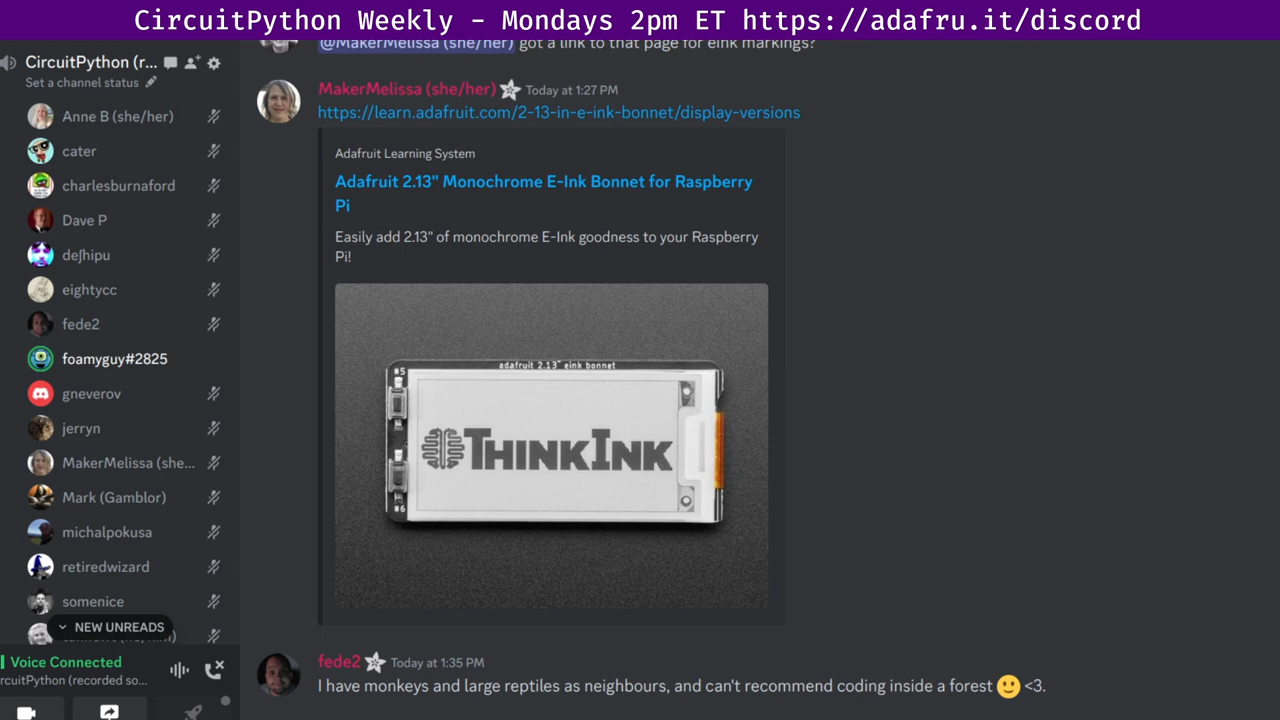 CircuitPython Weekly - Mondays 2pm ET https://adafru.it/discord
CircuitPython (r...
Set a channel status
Anne B (she/her)
cater
charlesburnaford
Dave P
deʃhipu
eightycc
fede2
foamyguy#2825
gneverov
jerryn
MakerMelissa (she...
Mark (Gamblor)
michalpokusa
retiredwizard
somenice
NEW UNREADS
Voice Connected
rcuitPython (recorded so...
@MakerMelissa (she/her) got a link to that page for eink markings?
MakerMelissa (she/her) Today at 1:27 PM
https://learn.adafruit.com/2-13-in-e-ink-bonnet/display-versions
Adafruit Learning System
Adafruit 2.13" Monochrome E-Ink Bonnet for Raspberry
Pi
Easily add 2.13" of monochrome E-Ink goodness to your Raspberry
Pi!
adafruit 2.13" eink bonnet
#5
THINKINK
#6
fede2 Today at 1:35 PM
I have monkeys and large reptiles as neighbours, and can't recommend coding inside a forest 🙂 <3.